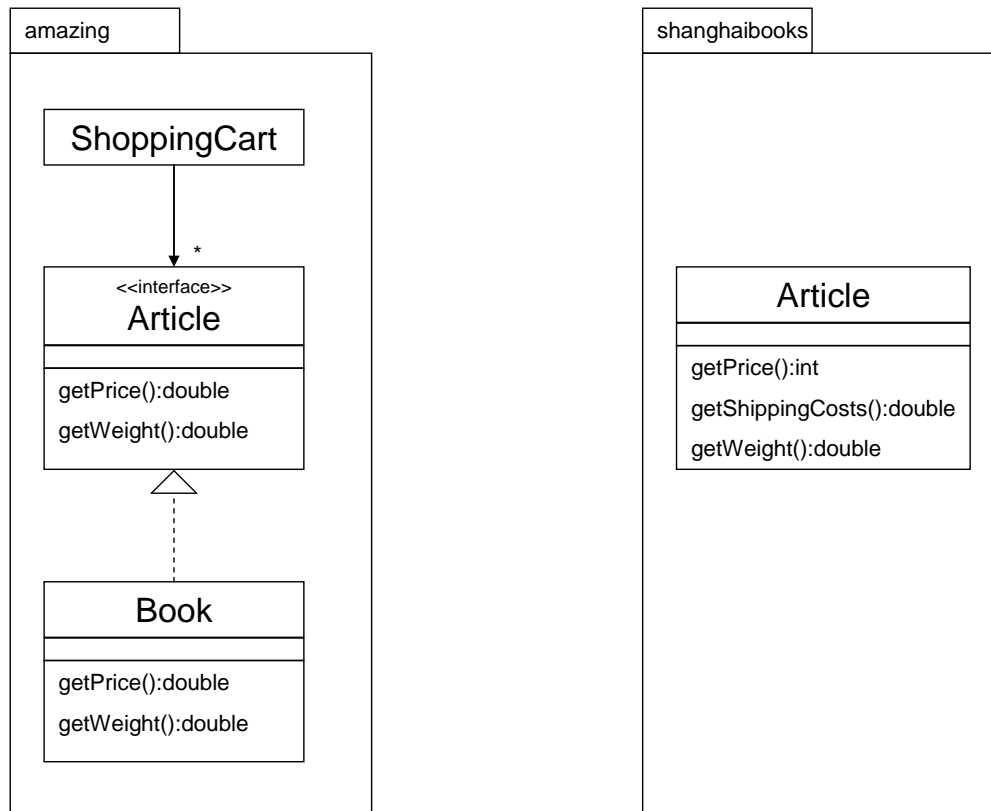 amazing
ShoppingCart
*
<<interface>>
Article
getPrice():double
getWeight():double
Book
getPrice():double
getWeight():double
shanghaibooks
Article
getPrice():int
getShippingCosts():double
getWeight():double